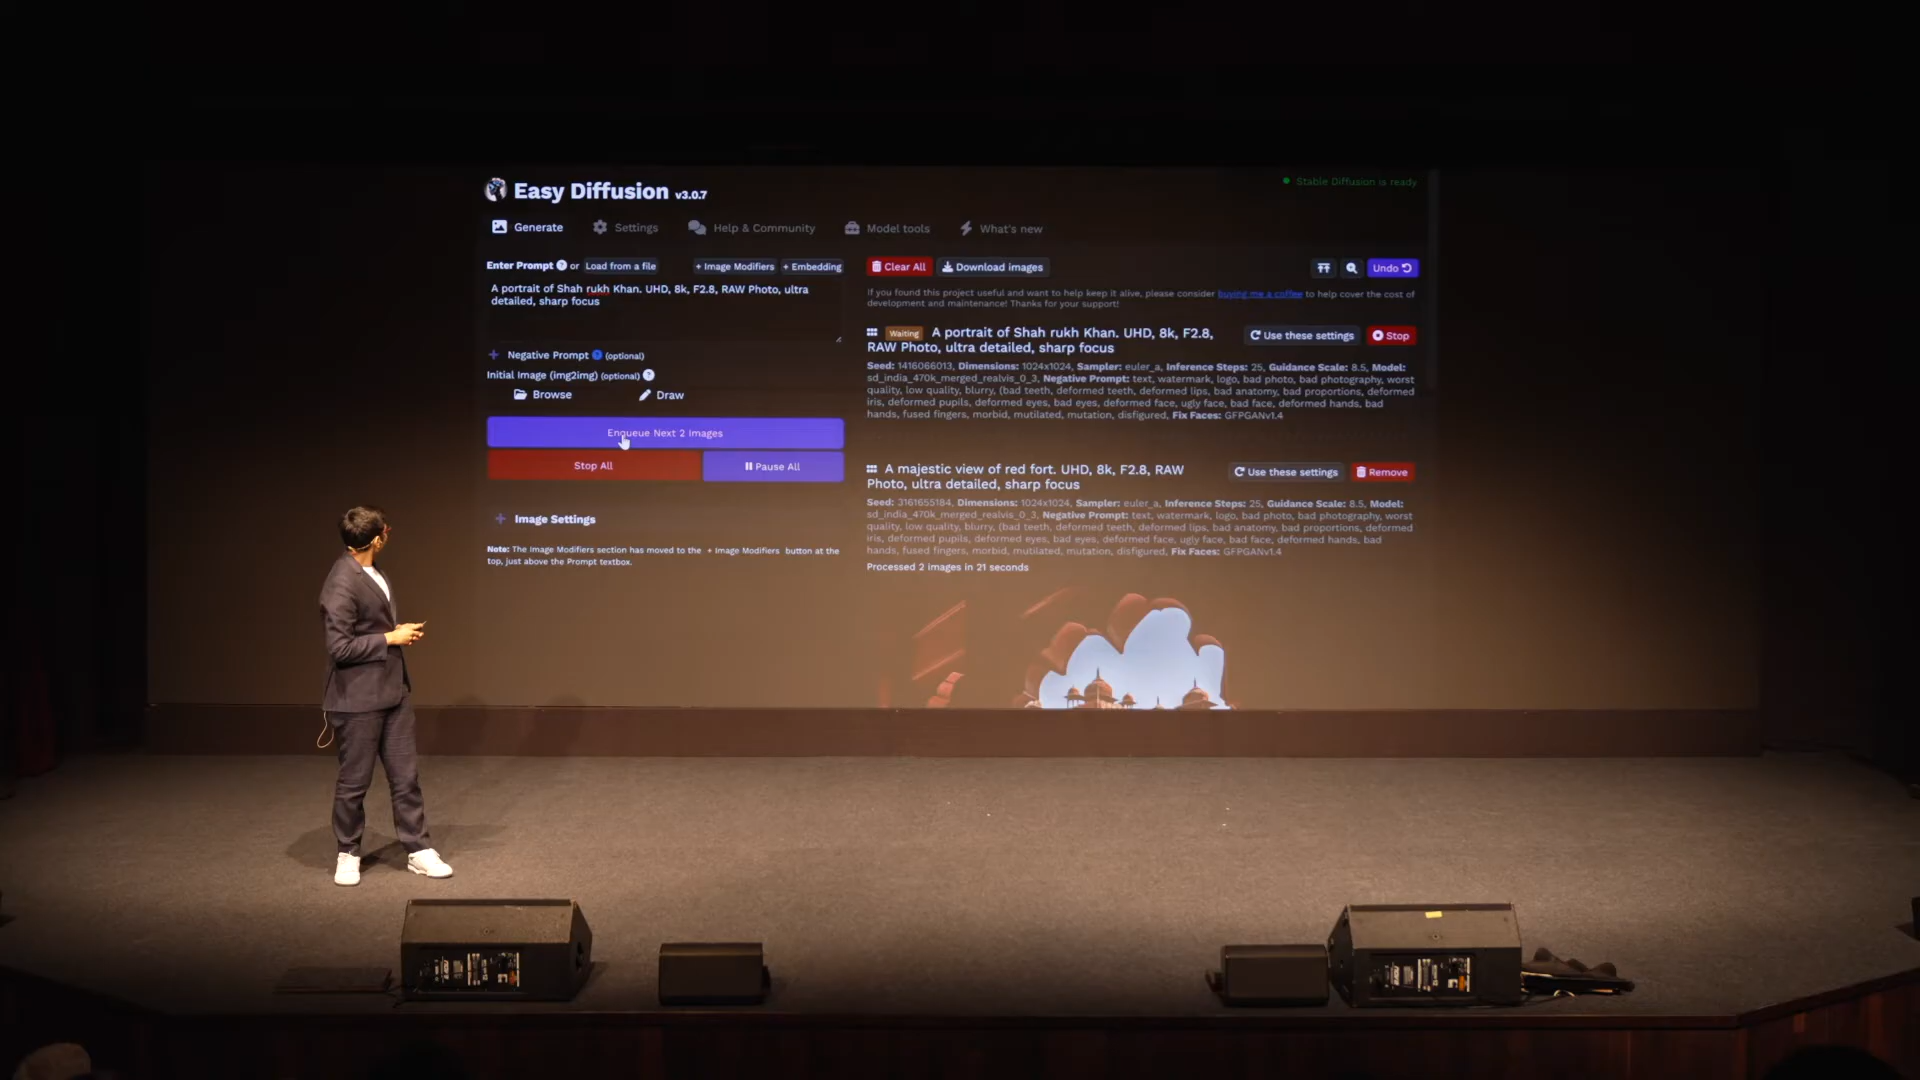 Easy Diffusion v3.0.7
Stable Diffusion is ready
Generate Settings Help & Community Model tools What's new
Enter Prompt ? or Load from a file + Image Modifiers + Embedding
A portrait of Shah rukh Khan. UHD, 8k, F2.8, RAW Photo, ultra
detailed, sharp focus
+ Negative Prompt ? (optional)
Initial Image (img2img) (optional) ?
Browse Draw
Enqueue Next 2 Images
Stop All Pause All
+ Image Settings
Note: The Image Modifiers section has moved to the + Image Modifiers button at the
top, just above the Prompt textbox.
Clear All Download images Undo
If you found this project useful and want to help keep it alive, please consider buying me a coffee to help cover the cost of
development and maintenance! Thanks for your support!
Waiting A portrait of Shah rukh Khan. UHD, 8k, F2.8,
RAW Photo, ultra detailed, sharp focus
Use these settings Stop
Seed: 1416066013, Dimensions: 1024x1024, Sampler: euler_a, Inference Steps: 25, Guidance Scale: 8.5, Model:
sd_india_470k_merged_realvis_0_3, Negative Prompt: text, watermark, logo, bad photo, bad photography, worst
quality, low quality, blurry, (bad teeth, deformed teeth, deformed lips, bad anatomy, bad proportions, deformed
iris, deformed pupils, deformed eyes, bad eyes, deformed face, ugly face, bad face, deformed hands, bad
hands, fused fingers, morbid, mutilated, mutation, disfigured, Fix Faces: GFPGANv1.4
A majestic view of red fort. UHD, 8k, F2.8, RAW
Photo, ultra detailed, sharp focus
Use these settings Remove
Seed: 3161655184, Dimensions: 1024x1024, Sampler: euler_a, Inference Steps: 25, Guidance Scale: 8.5, Model:
sd_india_470k_merged_realvis_0_3, Negative Prompt: text, watermark, logo, bad photo, bad photography, worst
quality, low quality, blurry, (bad teeth, deformed teeth, deformed lips, bad anatomy, bad proportions, deformed
iris, deformed pupils, deformed eyes, bad eyes, deformed face, ugly face, bad face, deformed hands, bad
hands, fused fingers, morbid, mutilated, mutation, disfigured, Fix Faces: GFPGANv1.4
Processed 2 images in 21 seconds